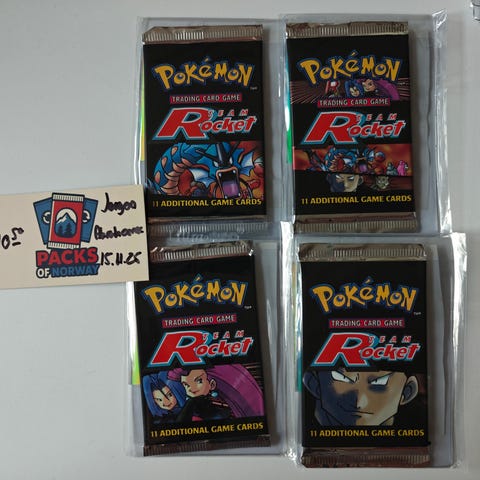 POKéMON
TRADING CARD GAME
TEAM
Rocket
11 ADDITIONAL GAME CARDS
POKéMON
TRADING CARD GAME
TEAM
Rocket
11 ADDITIONAL GAME CARDS
PACKS
OF NORWAY
15.11.25
POKéMON
TRADING CARD GAME
TEAM
Rocket
11 ADDITIONAL GAME CARDS
POKéMON
TRADING CARD GAME
TEAM
Rocket
11 ADDITIONAL GAME CARDS